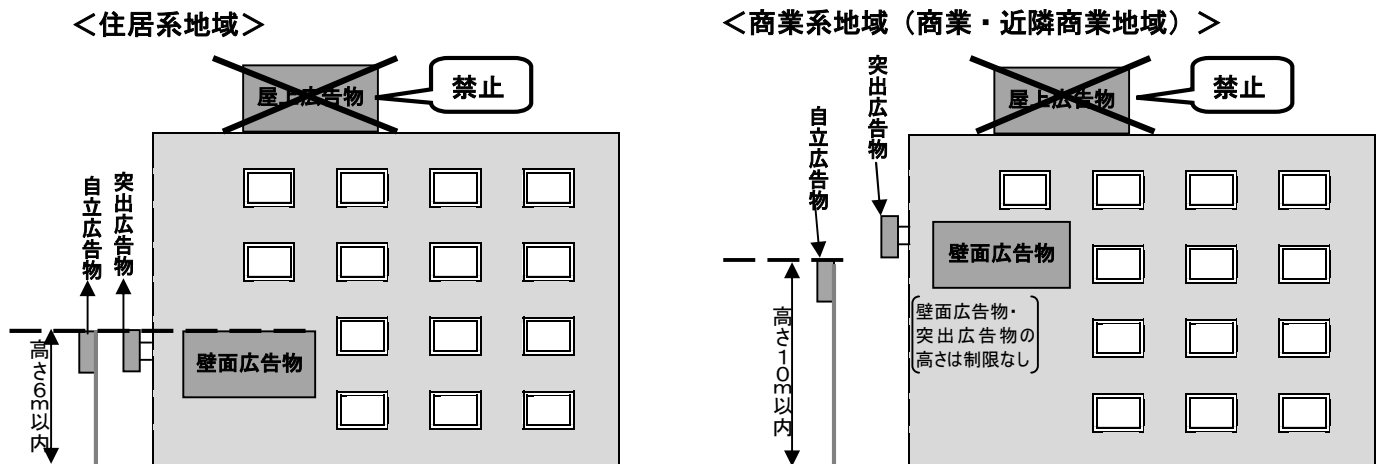 ＜住居系地域＞
屋上広告物
禁止
自立広告物
突出広告物
壁面広告物
高さ6m以内
＜商業系地域（商業・近隣商業地域）＞
屋上広告物
禁止
突出広告物
自立広告物
壁面広告物
壁面広告物・
突出広告物の
高さは制限なし
高さ10m以内